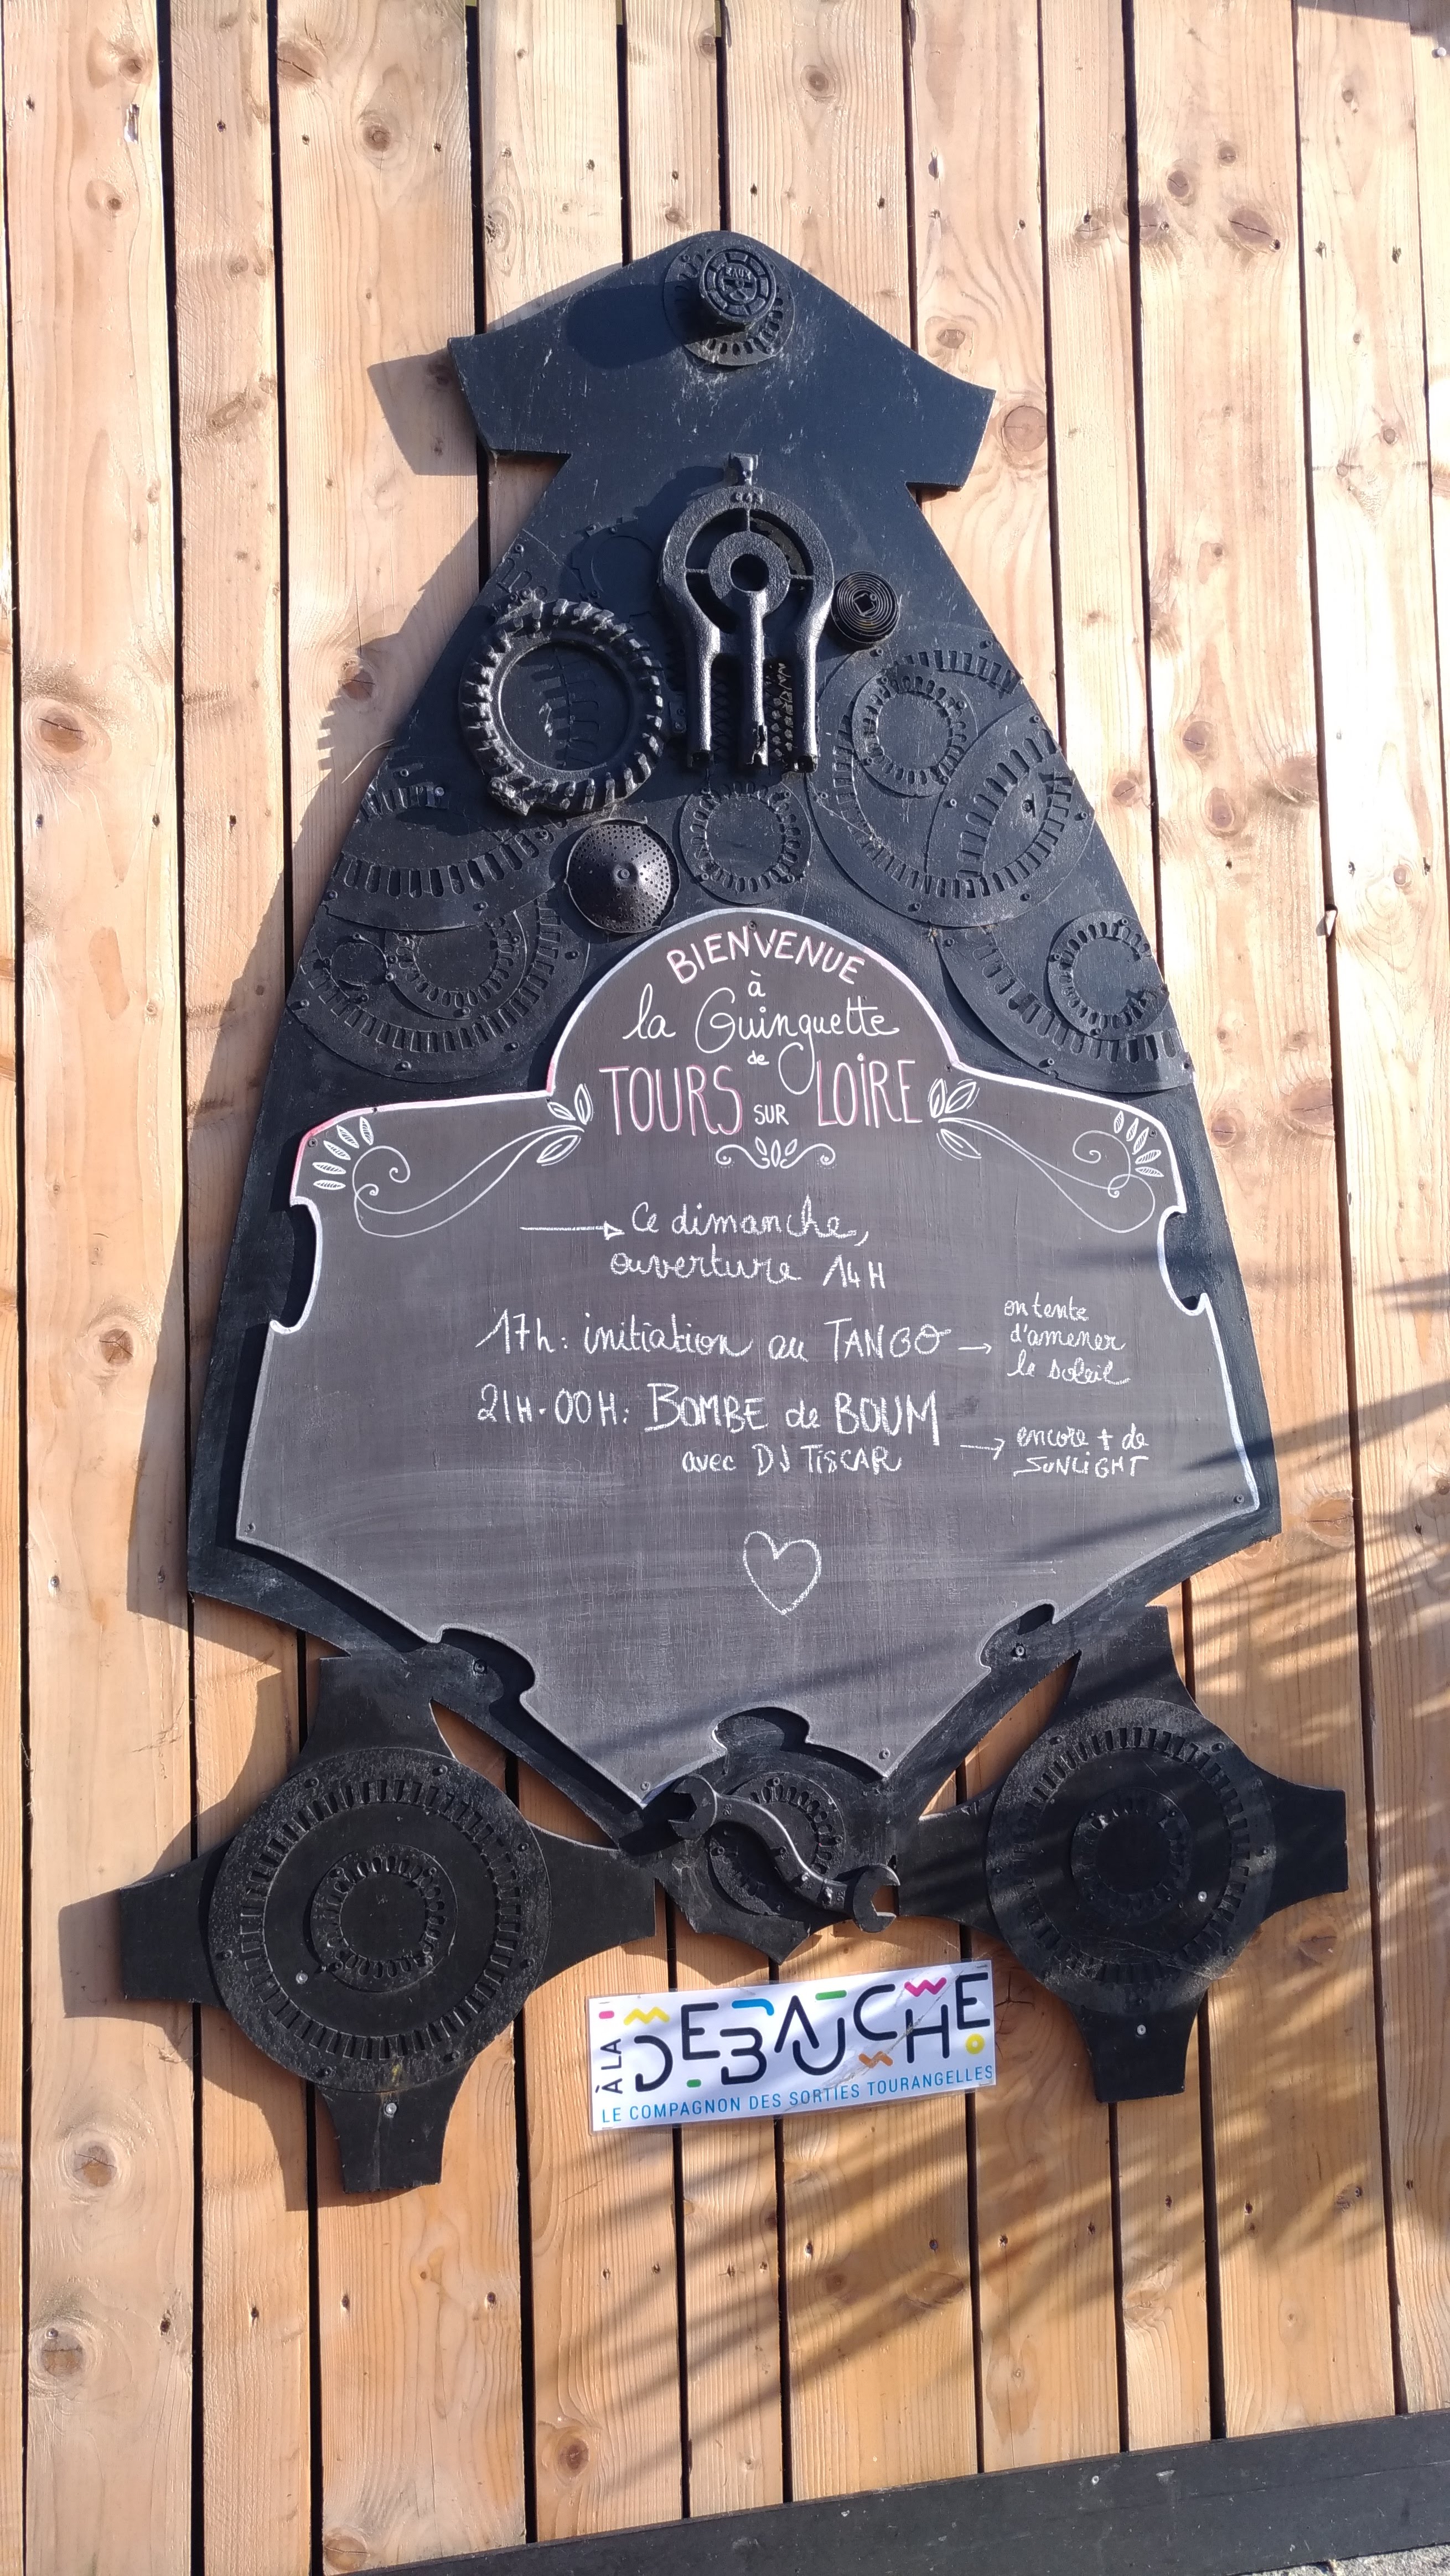 BIENVENUE
à
la Guinguette
de
TOURS SUR LOIRE
Ce dimanche,
ouverture 14H
17h: initiation au TANGO → on tente
d'amener
le soleil
21H-00H: BOMBE de BOUM
avec DJ TISCAR → encore + de
SUNLIGHT
À LA DEBAUCHE
LE COMPAGNON DES SORTIES TOURANGELLES